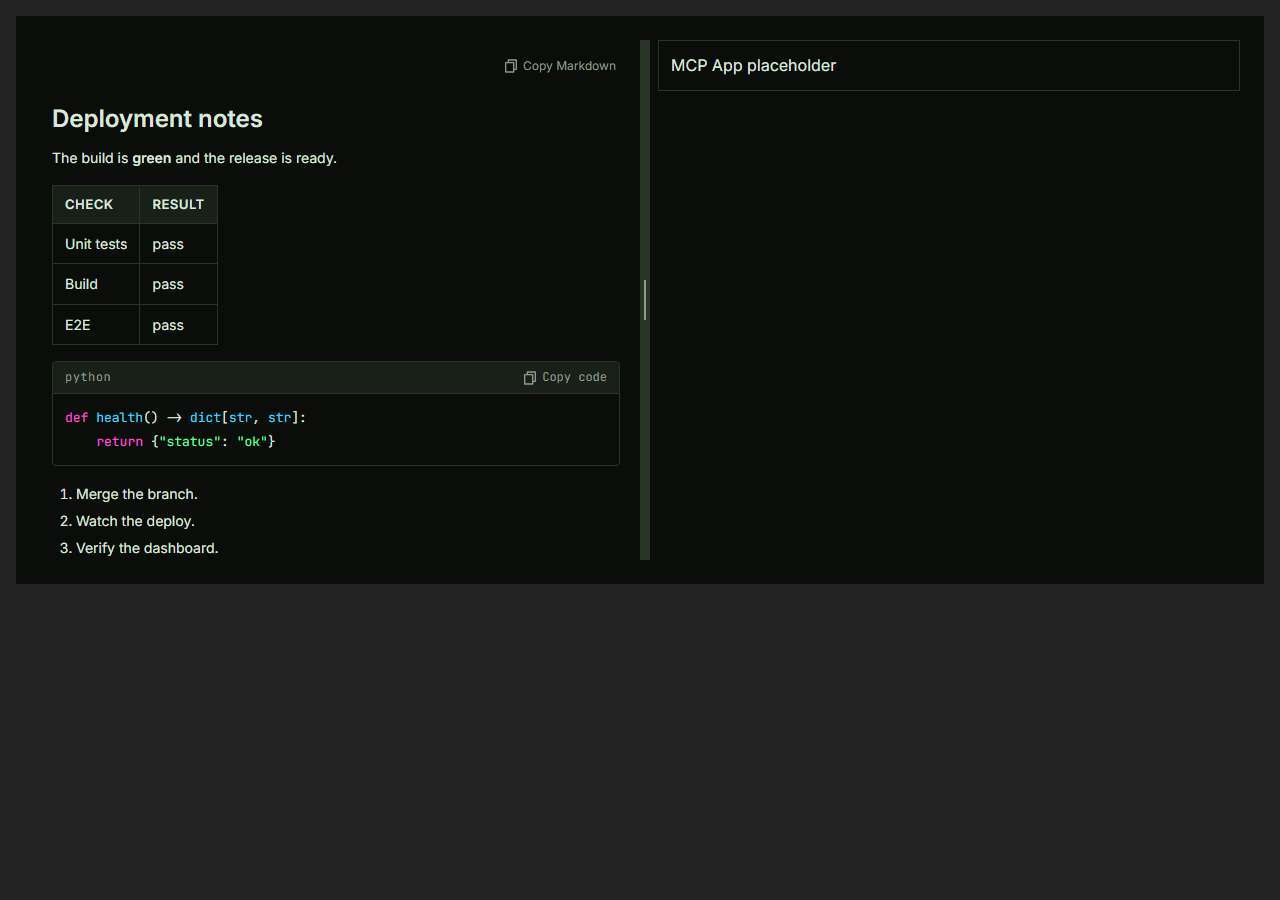 Copy Markdown
MCP App placeholder
Deployment notes
The build is green and the release is ready.
CHECK RESULT
Unit tests pass
Build pass
E2E pass
python Copy code
def health() -> dict[str, str]:
    return {"status": "ok"}
1. Merge the branch.
2. Watch the deploy.
3. Verify the dashboard.